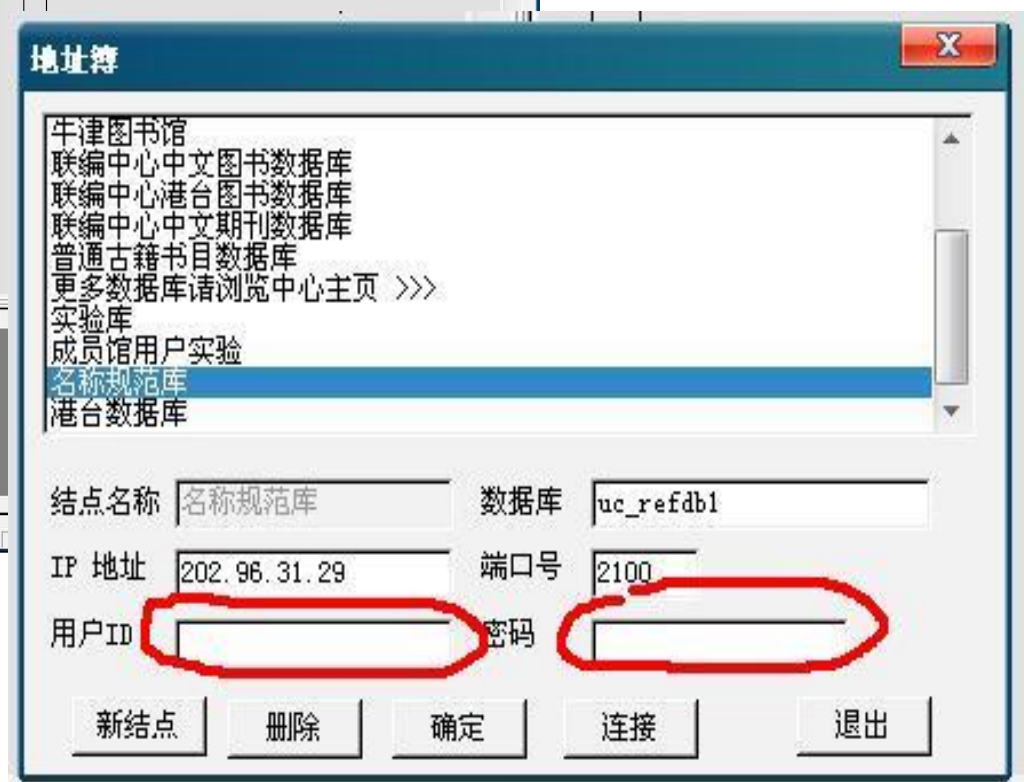 地址簿
X
牛津图书馆
联编中心中文图书数据库
联编中心港台图书数据库
联编中心中文期刊数据库
普通古籍书目数据库
更多数据库请浏览中心主页 >>>
实验库
成员馆用户实验
名称规范库
港台数据库
结点名称 名称规范库 数据库 uc_refdb1
IP 地址 202.96.31.29 端口号 2100
用户ID 密码
新结点 删除 确定 连接 退出